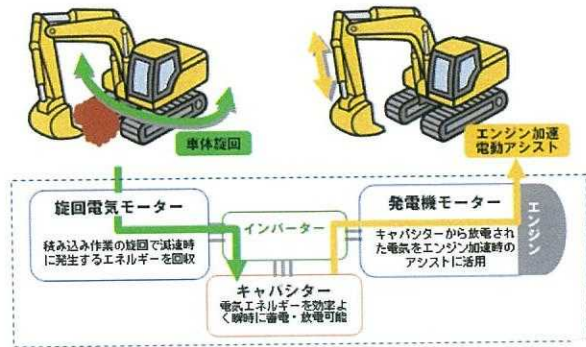 車体旋回
エンジン加速
電動アシスト
旋回電気モーター
積み込み作業の旋回で減速時
に発生するエネルギーを回収
インバーター
発電機モーター
キャパシターから放電され
た電気をエンジン加速時の
アシストに活用
エンジン
キャパシター
電気エネルギーを効率よ
く瞬時に蓄電・放電可能